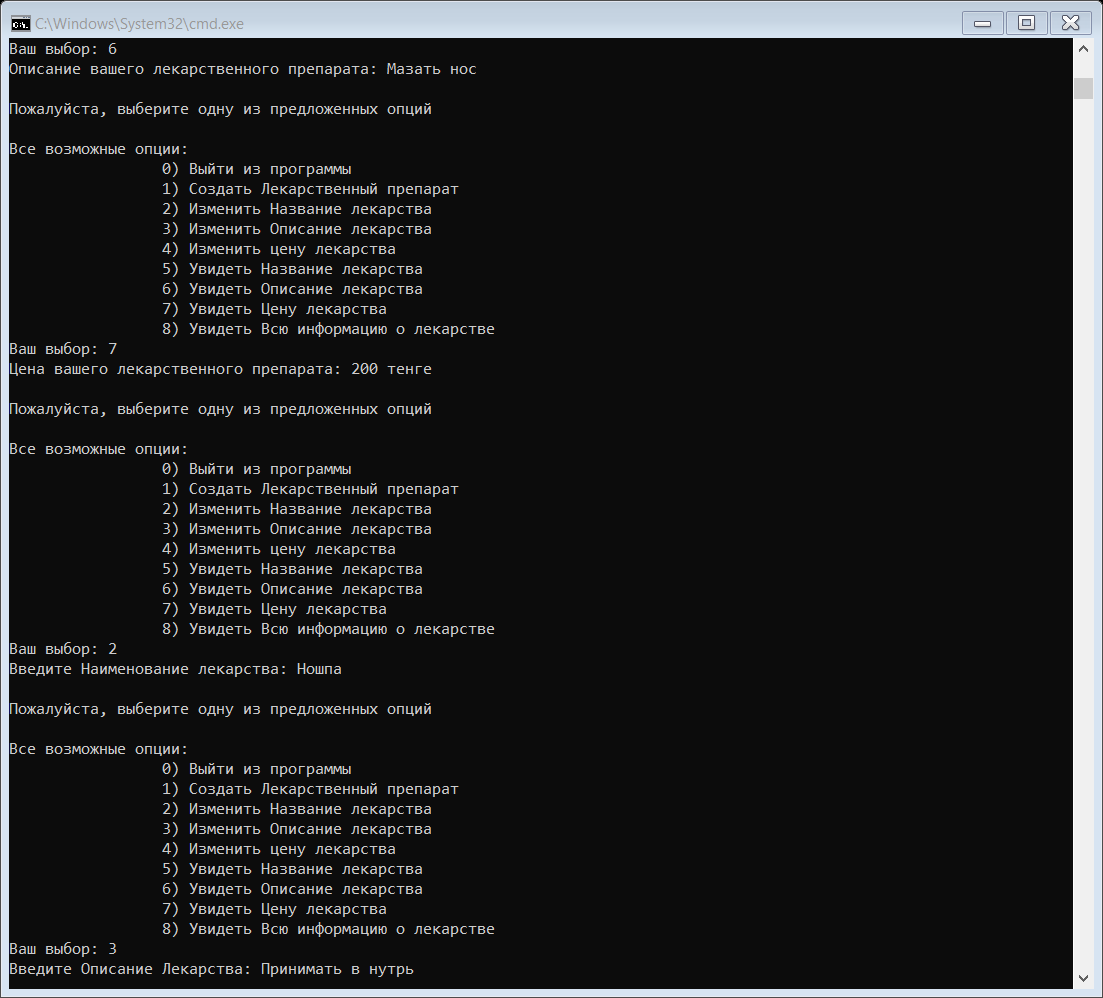 C:\Windows\System32\cmd.exe
Ваш выбор: 6
Описание вашего лекарственного препарата: Мазать нос
Пожалуйста, выберите одну из предложенных опций
Все возможные опции:
0) Выйти из программы
1) Создать Лекарственный препарат
2) Изменить Название лекарства
3) Изменить Описание лекарства
4) Изменить цену лекарства
5) Увидеть Название лекарства
6) Увидеть Описание лекарства
7) Увидеть Цену лекарства
8) Увидеть Всю информацию о лекарстве
Ваш выбор: 7
Цена вашего лекарственного препарата: 200 тенге
Пожалуйста, выберите одну из предложенных опций
Все возможные опции:
0) Выйти из программы
1) Создать Лекарственный препарат
2) Изменить Название лекарства
3) Изменить Описание лекарства
4) Изменить цену лекарства
5) Увидеть Название лекарства
6) Увидеть Описание лекарства
7) Увидеть Цену лекарства
8) Увидеть Всю информацию о лекарстве
Ваш выбор: 2
Введите Наименование лекарства: Ношпа
Пожалуйста, выберите одну из предложенных опций
Все возможные опции:
0) Выйти из программы
1) Создать Лекарственный препарат
2) Изменить Название лекарства
3) Изменить Описание лекарства
4) Изменить цену лекарства
5) Увидеть Название лекарства
6) Увидеть Описание лекарства
7) Увидеть Цену лекарства
8) Увидеть Всю информацию о лекарстве
Ваш выбор: 3
Введите Описание Лекарства: Принимать в нутрь